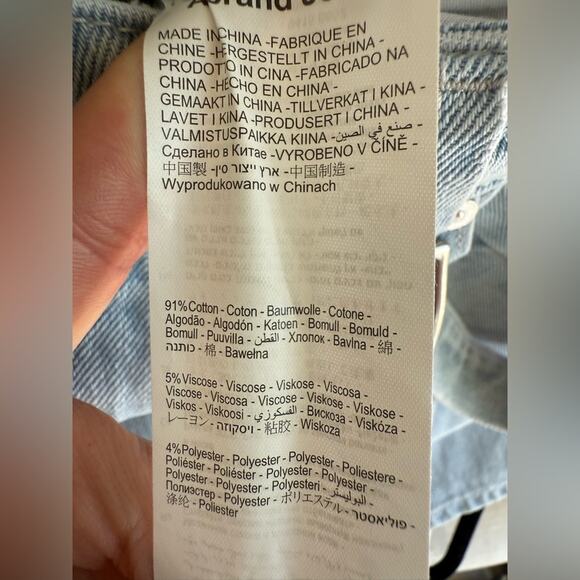 MADE IN CHINA -FABRIQUE EN
CHINE -HERGESTELLT IN CHINA -
PRODOTTO IN CINA -FABRICADO NA
CHINA -HECHO EN CHINA -
GEMAAKT IN CHINA -TILLVERKAT I KINA -
LAVET I KINA -PRODUSERT I CHINA -
VALMISTUSPAIKKA KIINA - صنع في الصين -
Сделано в Китае -VYROBENO V ČÍNĚ -
中国製 - ארץ ייצור סין -中国制造 -
Wyprodukowano w Chinach
91%Cotton - Coton - Baumwolle - Cotone -
Algodão - Algodón - Katoen - Bomull - Bomuld -
Bomull - Puuvilla - القطن - Хлопок - Bavlna - 綿 -
כותנה - 棉 - Bawełna
5%Viscose - Viscose - Viskose - Viscosa -
Viscose - Viscosa - Viscose - Viskose - Viskose -
Viskos - Viskoosi - الفسكوزي - Вискоза - Viskóza -
レーヨン - ויסקוזה - 粘胶 - Wiskoza
4%Polyester - Polyester - Polyester - Poliestere -
Poliéster - Poliéster - Polyester - Polyester -
Polyester - Polyester - Polyesteri - البوليستر -
Полиэстер - Polyester - ポリエステル - פוליאסטר -
涤纶 - Poliester